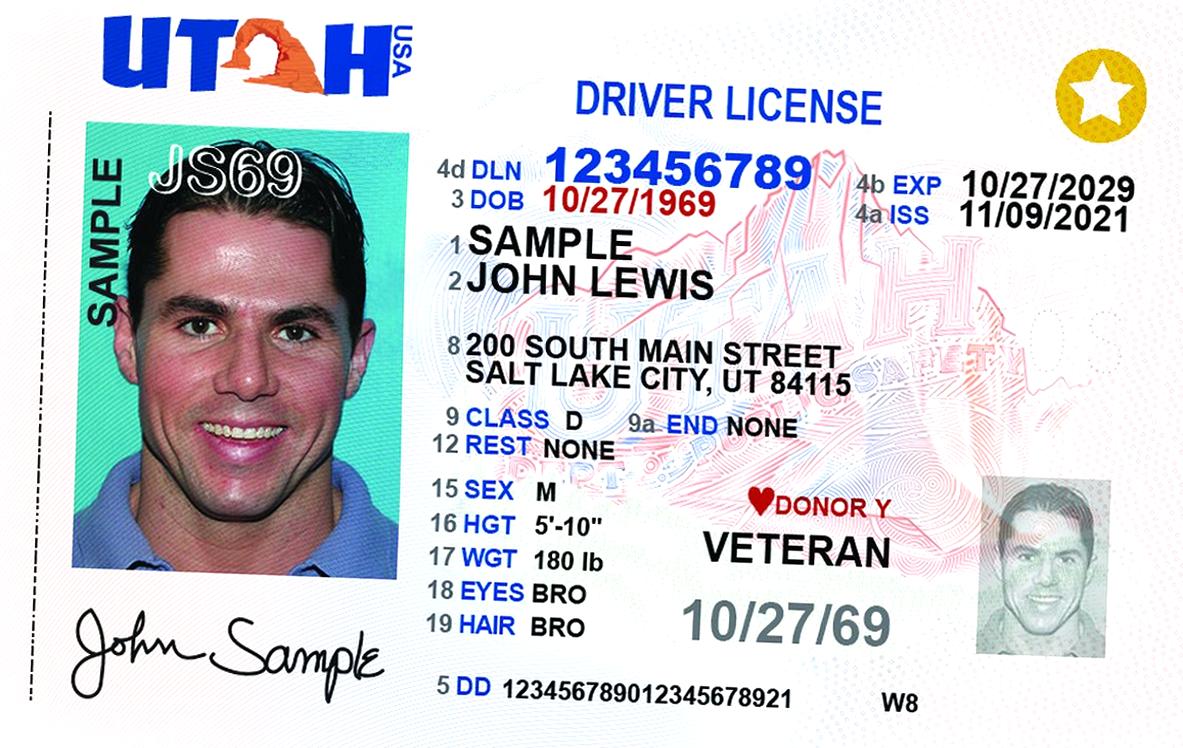 UTAH USA
DRIVER LICENSE
SAMPLE
JS69
4d DLN 123456789
3 DOB 10/27/1969
4b EXP 10/27/2029
4a ISS 11/09/2021
1 SAMPLE
2 JOHN LEWIS
8 200 SOUTH MAIN STREET
SALT LAKE CITY, UT 84115
9 CLASS D 9a END NONE
12 REST NONE
15 SEX M
16 HGT 5'-10"
17 WGT 180 lb
18 EYES BRO
19 HAIR BRO
DONOR Y
VETERAN
10/27/69
John Sample
5 DD 123456789012345678921
W8